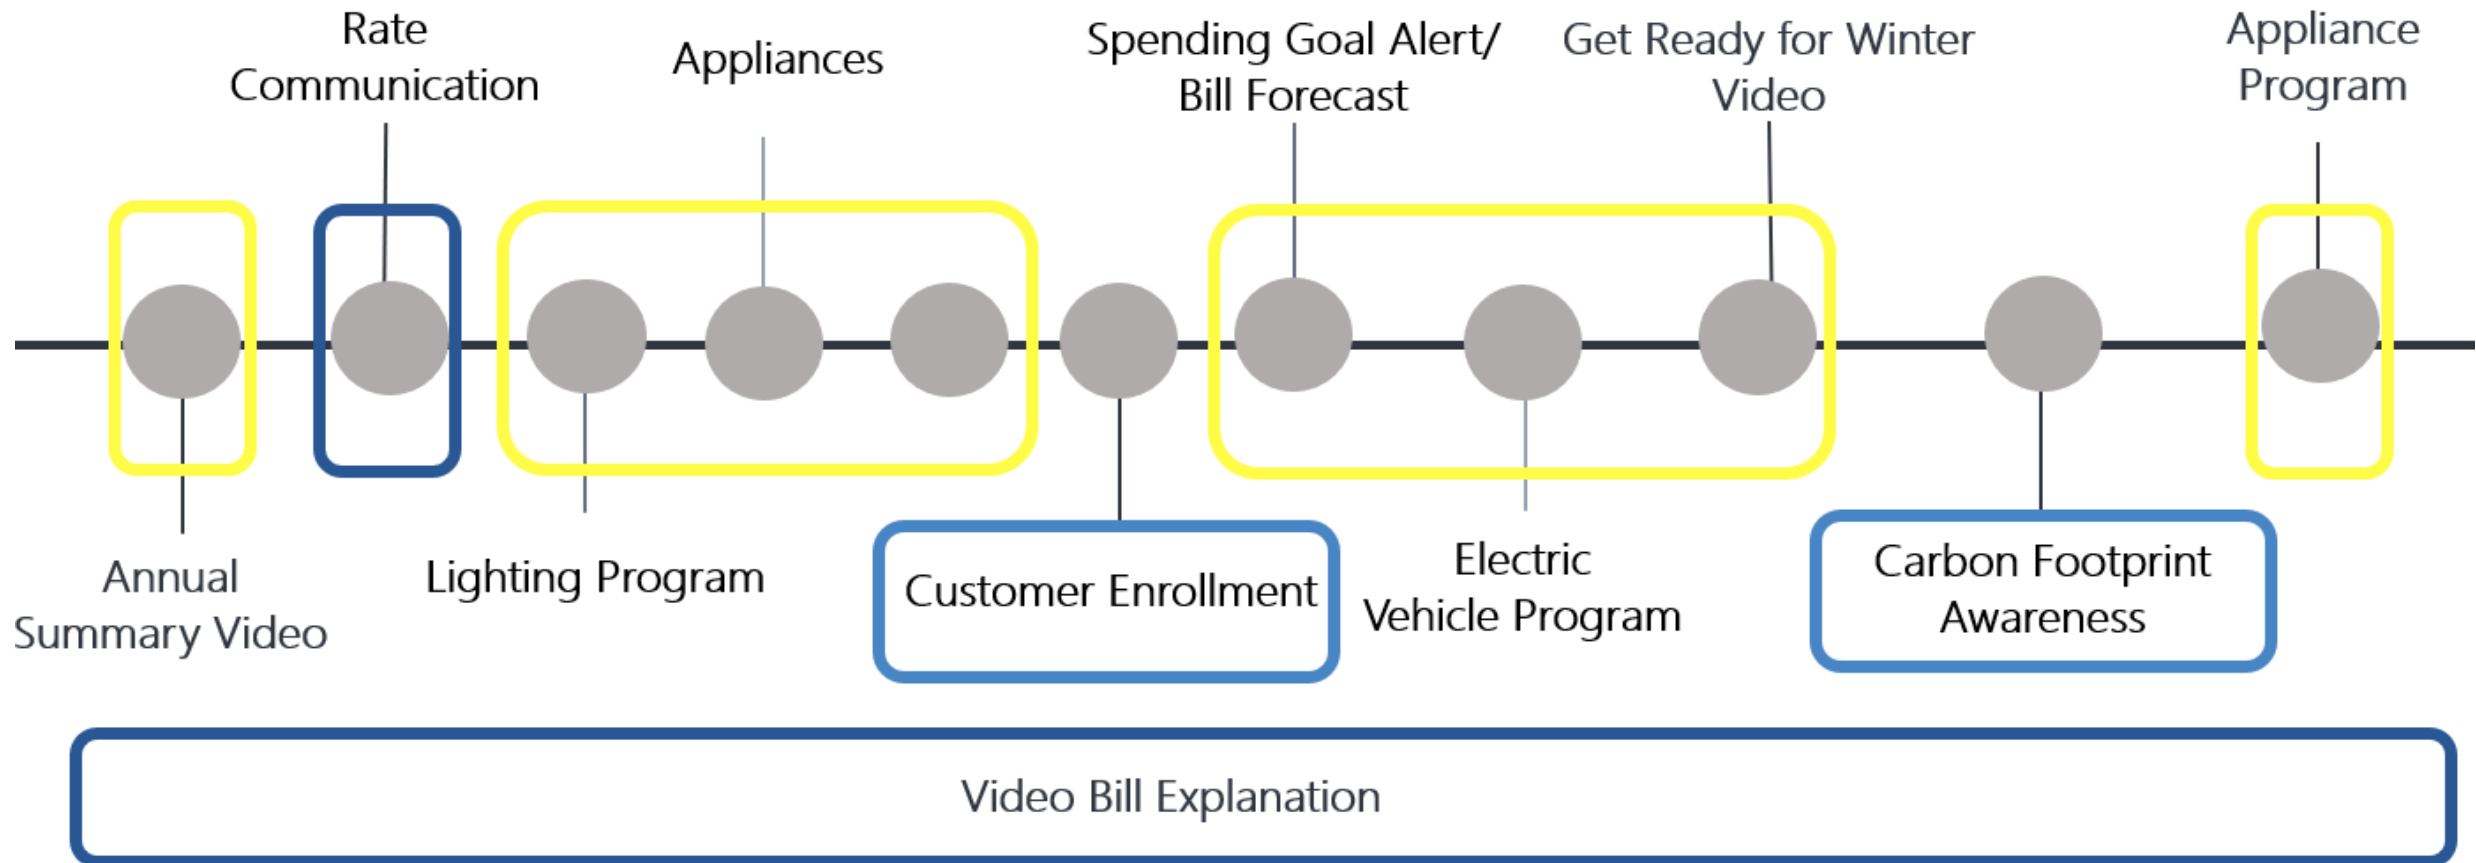 Rate
Communication
Appliances
Spending Goal Alert/
Bill Forecast
Get Ready for Winter
Video
Appliance
Program
Annual
Summary Video
Lighting Program
Customer Enrollment
Electric
Vehicle Program
Carbon Footprint
Awareness
Video Bill Explanation